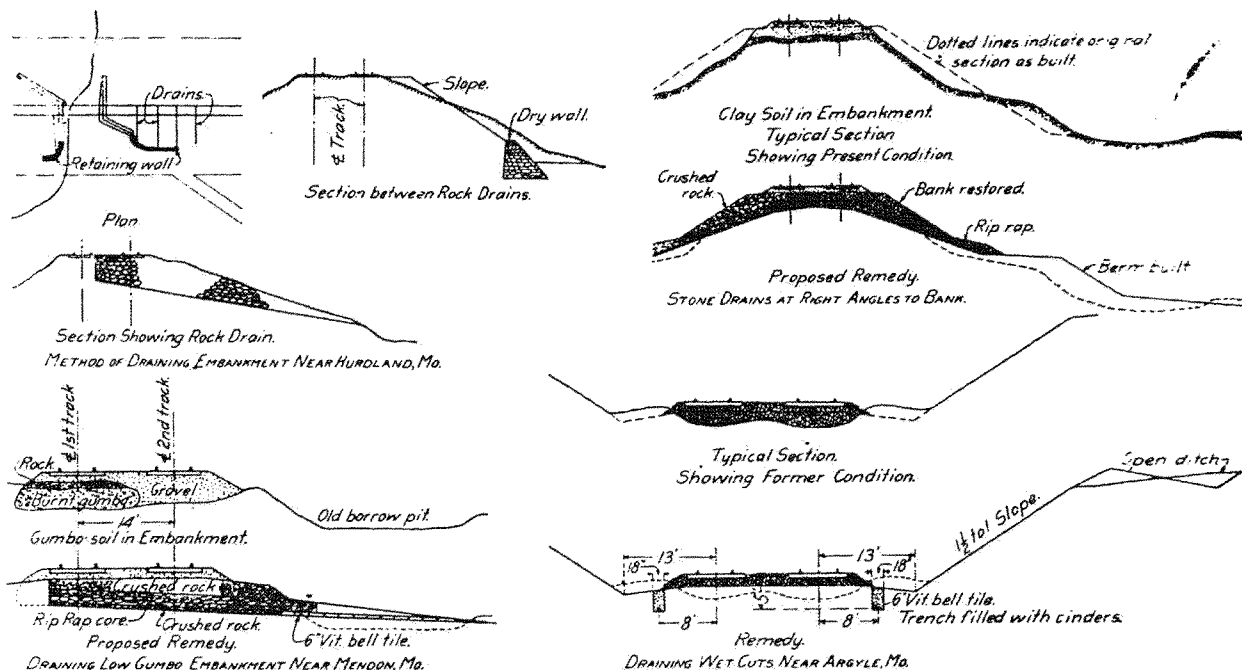 Drains.
Retaining wall
Plan
Slope.
Dry wall.
℄ Track.
Section between Rock Drains.
Section Showing Rock Drain.
METHOD OF DRAINING EMBANKMENT NEAR HURDLAND, MO.
℄ 1st track
℄ 2nd track.
Rock.
Burnt gumbo.
Gravel
14'
Old borrow pit.
Gumbo soil in Embankment.
Crushed rock
Rip Rap core.
Crushed rock.
6" Vit. bell tile.
Proposed Remedy.
DRAINING LOW GUMBO EMBANKMENT NEAR MENDON, MO.
Dotted lines indicate original
section as built.
Clay Soil in Embankment.
Typical Section
Showing Present Condition.
Crushed
rock.
Bank restored.
Rip rap.
Berm built
Proposed Remedy.
STONE DRAINS AT RIGHT ANGLES TO BANK.
Typical Section.
Showing Former Condition.
Open ditch
1½ to 1 Slope.
13'
13'
18"
18"
5'
6" Vit. bell tile.
8'
8'
Trench filled with cinders.
Remedy.
DRAINING WET CUTS NEAR ARGYLE, MO.